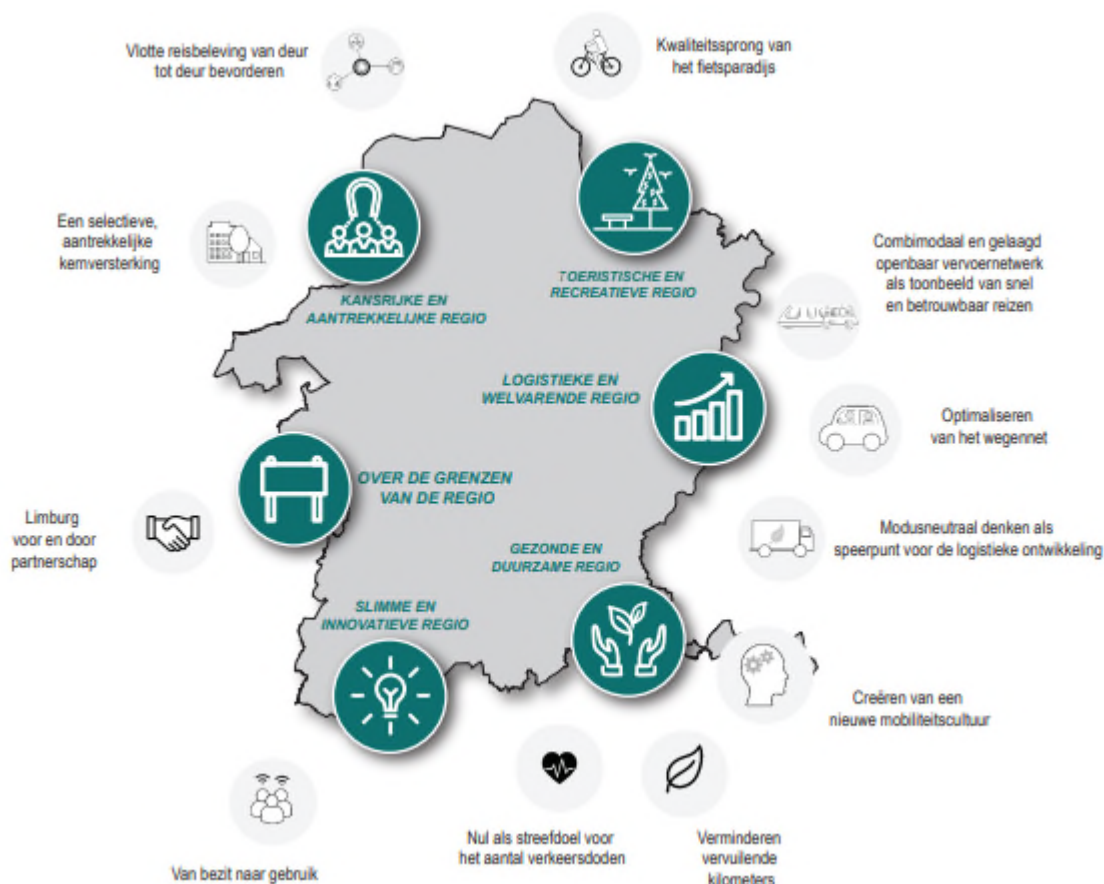 Vlotte reisbeleving van deur
tot deur bevorderen
Kwaliteitssprong van
het fietsparadijs
Een selectieve,
aantrekkelijke
kernversterking
KANSRIJKE EN
AANTREKKELIJKE REGIO
TOERISTISCHE EN
RECREATIEVE REGIO
Combimodaal en gelaagd
openbaar vervoernetwerk
als toonbeeld van snel
en betrouwbaar reizen
LOGISTIEKE EN
WELVARENDE REGIO
Optimaliseren
van het wegennet
OVER DE GRENZEN
VAN DE REGIO
Limburg
voor en door
partnerschap
Modusneutraal denken als
speerpunt voor de logistieke ontwikkeling
GEZONDE EN
DUURZAME REGIO
SLIMME EN
INNOVATIEVE REGIO
Creëren van een
nieuwe mobiliteitscultuur
Van bezit naar gebruik
Nul als streefdoel voor
het aantal verkeersdoden
Verminderen
vervuilende
kilometers